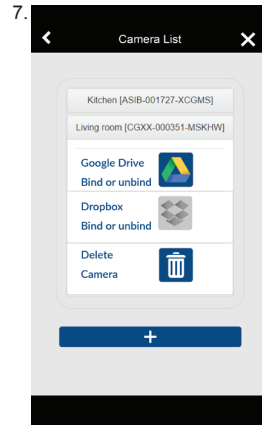 7.
Camera List
Kitchen [ASIB-001727-XCGMS]
Living room [CGXX-000351-MSKHW]
Google Drive
Bind or unbind
Dropbox
Bind or unbind
Delete
Camera